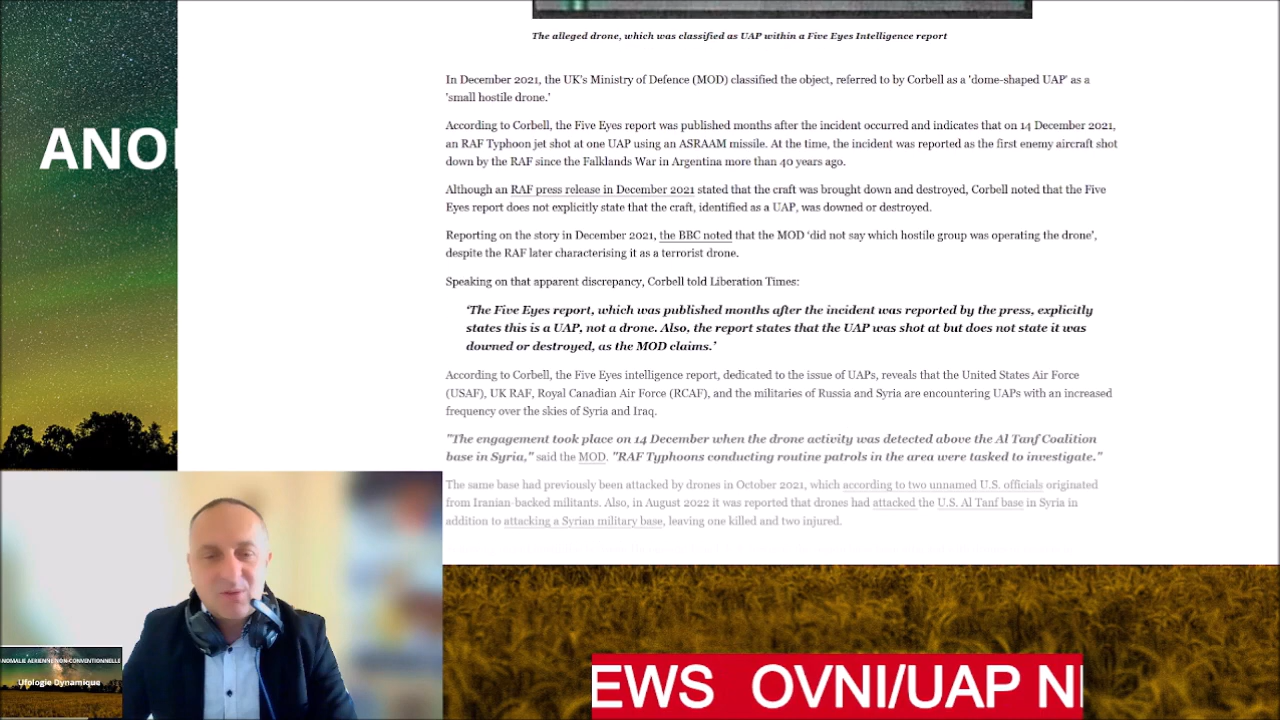 The alleged drone, which was classified as UAP within a Five Eyes Intelligence report
In December 2021, the UK's Ministry of Defence (MOD) classified the object, referred to by Corbell as a 'dome-shaped UAP' as a
'small hostile drone.'
According to Corbell, the Five Eyes report was published months after the incident occurred and indicates that on 14 December 2021,
an RAF Typhoon jet shot at one UAP using an ASRAAM missile. At the time, the incident was reported as the first enemy aircraft shot
down by the RAF since the Falklands War in Argentina more than 40 years ago.
Although an RAF press release in December 2021 stated that the craft was brought down and destroyed, Corbell noted that the Five
Eyes report does not explicitly state that the craft, identified as a UAP, was downed or destroyed.
Reporting on the story in December 2021, the BBC noted that the MOD 'did not say which hostile group was operating the drone',
despite the RAF later characterising it as a terrorist drone.
Speaking on that apparent discrepancy, Corbell told Liberation Times:
'The Five Eyes report, which was published months after the incident was reported by the press, explicitly
states this is a UAP, not a drone. Also, the report states that the UAP was shot at but does not state it was
downed or destroyed, as the MOD claims.'
According to Corbell, the Five Eyes intelligence report, dedicated to the issue of UAPs, reveals that the United States Air Force
(USAF), UK RAF, Royal Canadian Air Force (RCAF), and the militaries of Russia and Syria are encountering UAPs with an increased
frequency over the skies of Syria and Iraq.
"The engagement took place on 14 December when the drone activity was detected above the Al Tanf Coalition
base in Syria," said the MOD. "RAF Typhoons conducting routine patrols in the area were tasked to investigate."
The same base had previously been attacked by drones in October 2021, which according to two unnamed U.S. officials originated
from Iranian-backed militants. Also, in August 2022 it was reported that drones had attacked the U.S. Al Tanf base in Syria in
addition to attacking a Syrian military base, leaving one killed and two injured.
ANO
ANOMALIE AERIENNE NON-CONVENTIONNELLE
Ufologie Dynamique
EWS OVNI/UAP N